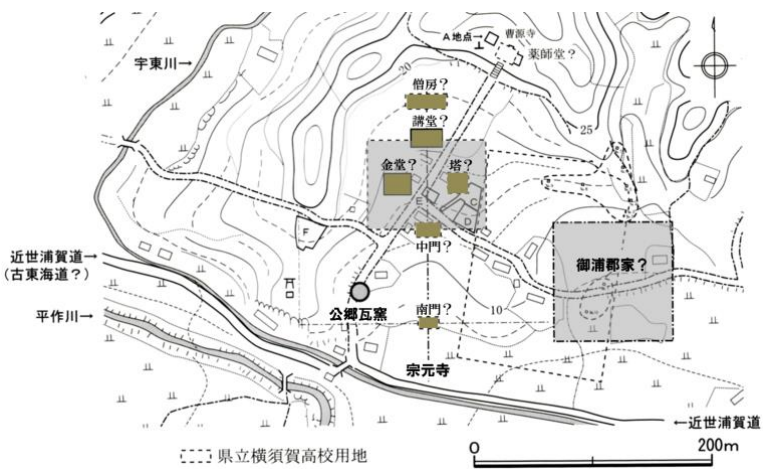 宇東川→
A地点→
曹源寺
薬師堂？
20
僧房？
25
講堂？
金堂？
塔？
E
C
G
D
F
中門？
御浦郡家？
近世浦賀道→
(古東海道？)
公郷瓦窯
南門？
10
平作川→
宗元寺
←近世浦賀道
県立横須賀高校用地
0
200m